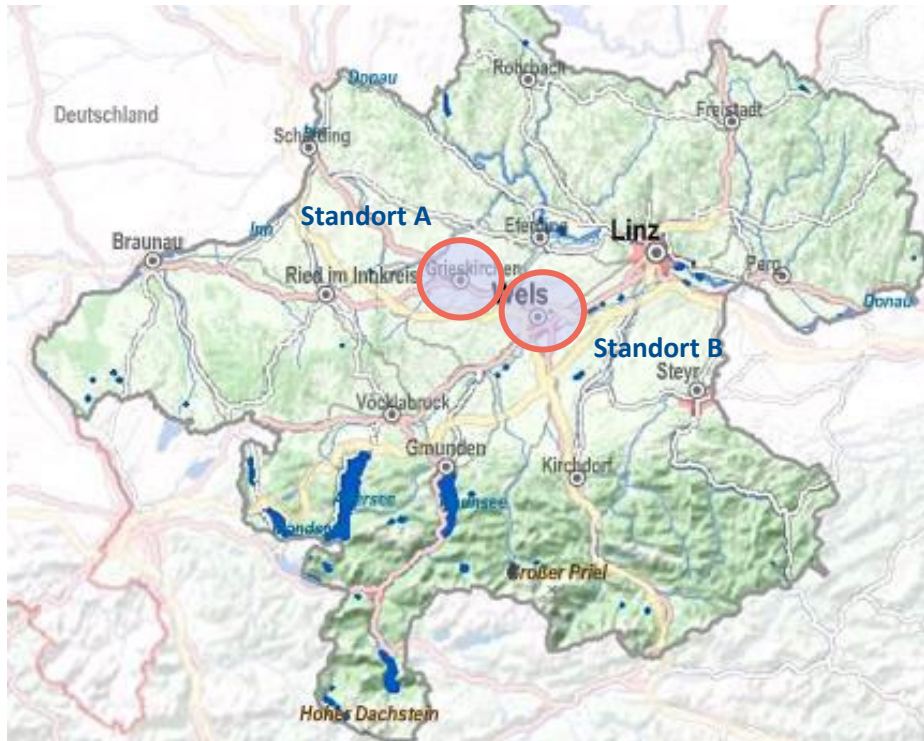 Donau
Rohrbach
Deutschland
Freistadt
Schärding
Standort A
Inn
Braunau
Eferding
Linz
Grieskirchen
Ried im Innkreis
Perg
Wels
Donau
Standort B
Steyr
Vöcklabruck
Gmunden
Kirchdorf
Großer Priel
Hoher Dachstein